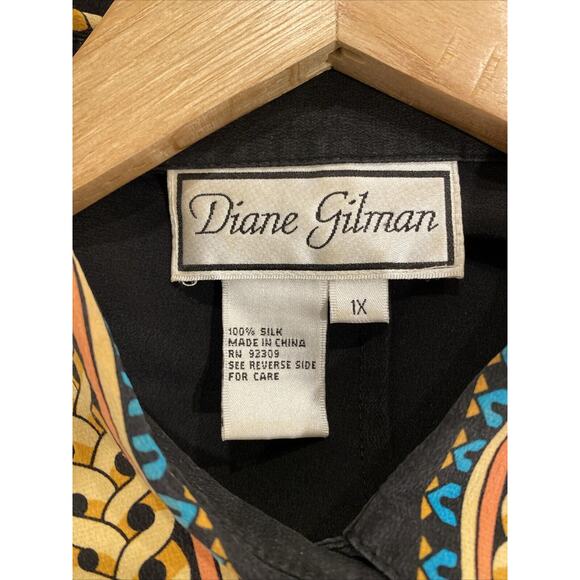 Diane Gilman
1X
100% SILK
MADE IN CHINA
RN 92309
SEE REVERSE SIDE
FOR CARE